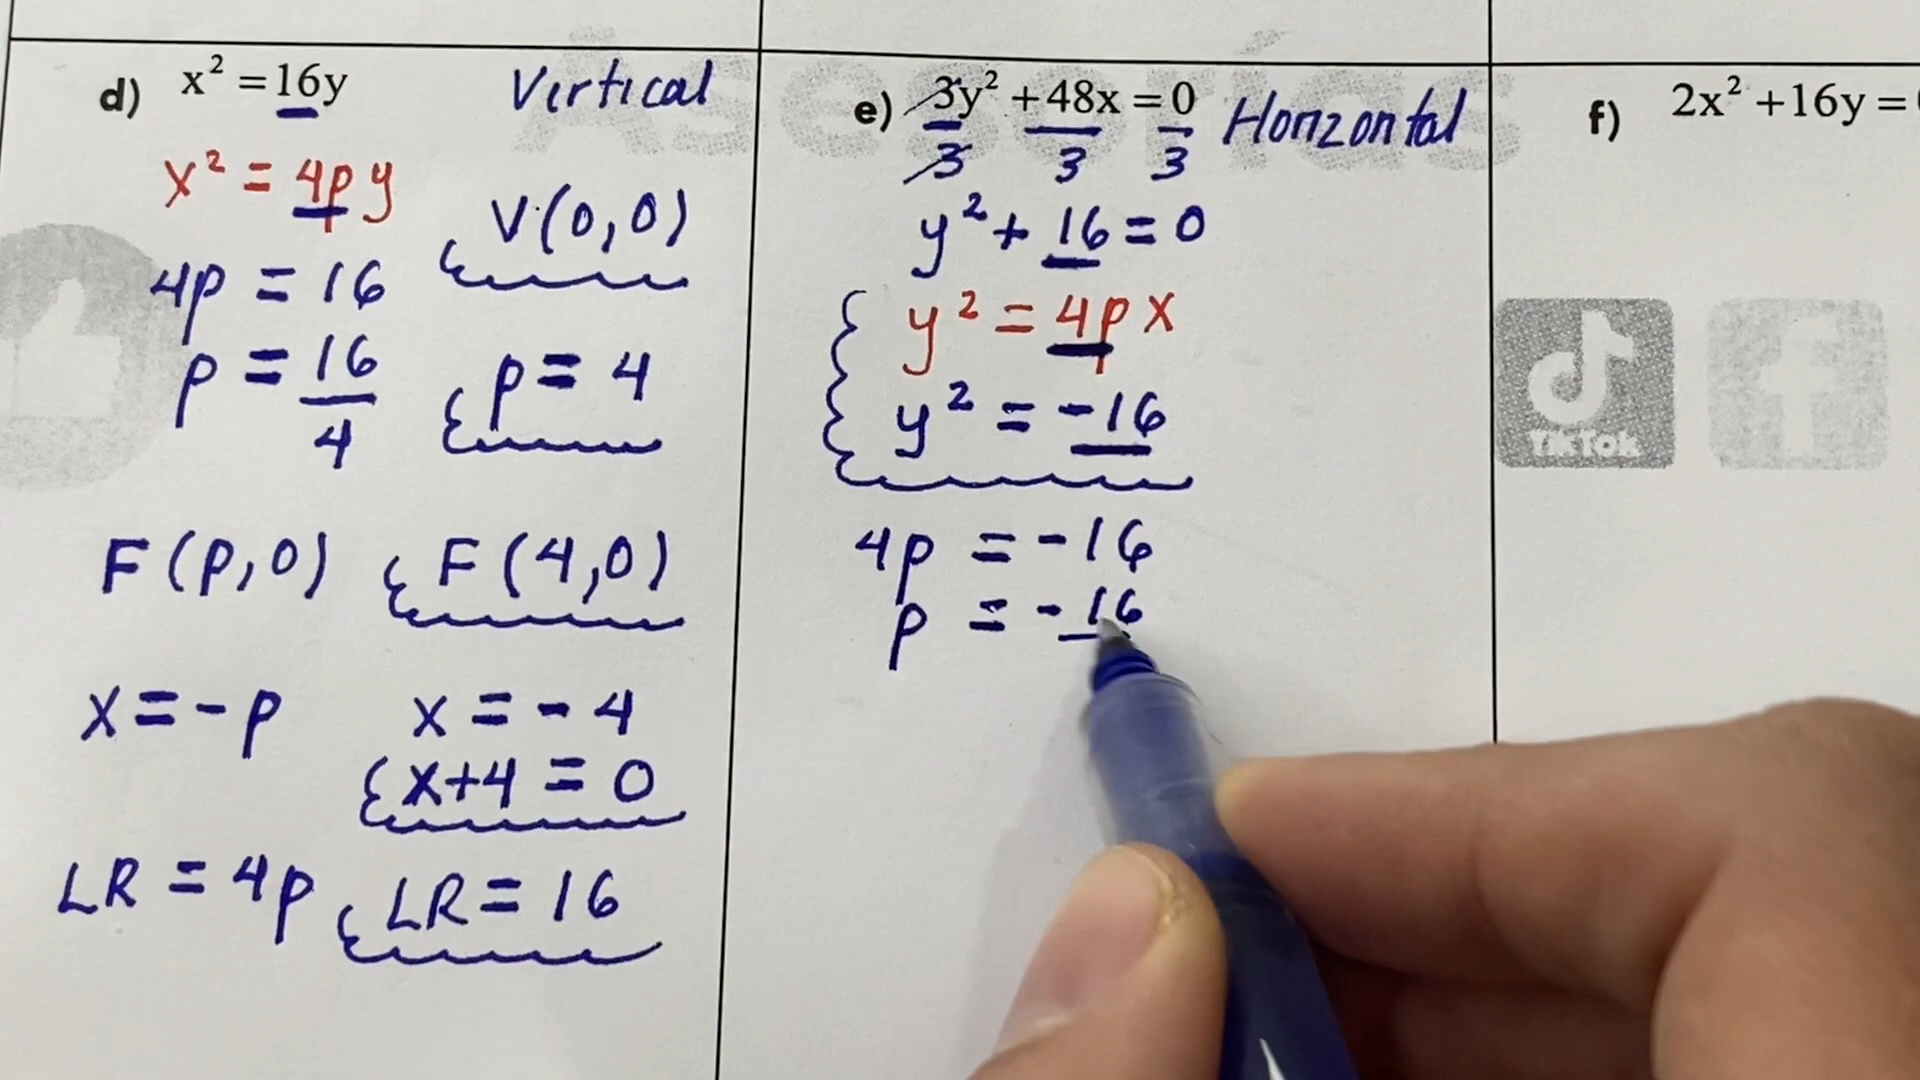 Asesorías
d) x² = 16y Vertical
x² = 4py
V(0,0)
4p = 16
p = 16/4
p = 4
F(p,0) F(4,0)
x = -p x = -4
x+4 = 0
LR = 4p LR = 16
e) 3y² + 48x = 0 Horizontal
3 3 3
y² + 16 = 0
y² = 4px
y² = -16
4p = -16
p = -16
f) 2x² + 16y =
TikTok